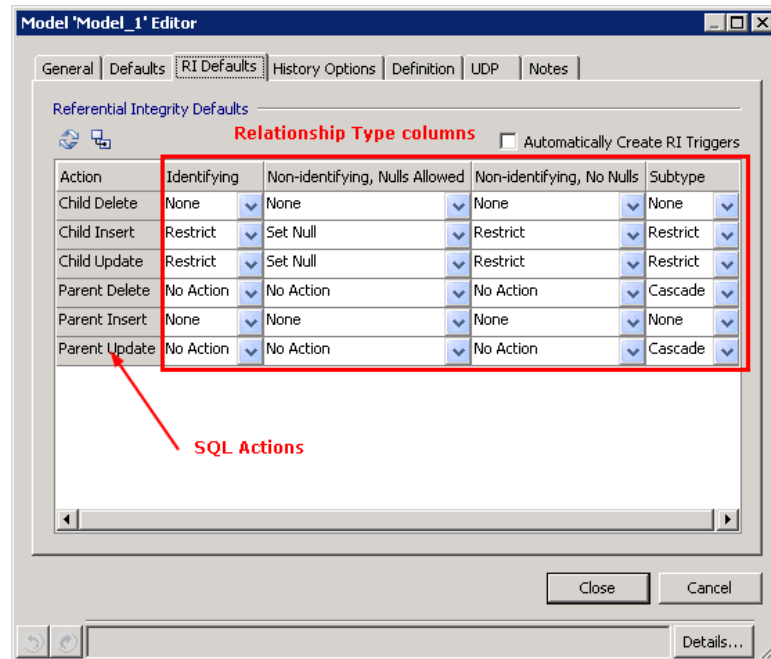 Model 'Model_1' Editor
General Defaults RI Defaults History Options Definition UDP Notes
Referential Integrity Defaults
Relationship Type columns
Automatically Create RI Triggers
Action Identifying Non-identifying, Nulls Allowed Non-identifying, No Nulls Subtype
Child Delete None None None None
Child Insert Restrict Set Null Restrict Restrict
Child Update Restrict Set Null Restrict Restrict
Parent Delete No Action No Action No Action Cascade
Parent Insert None None None None
Parent Update No Action No Action No Action Cascade
SQL Actions
Close Cancel
Details...